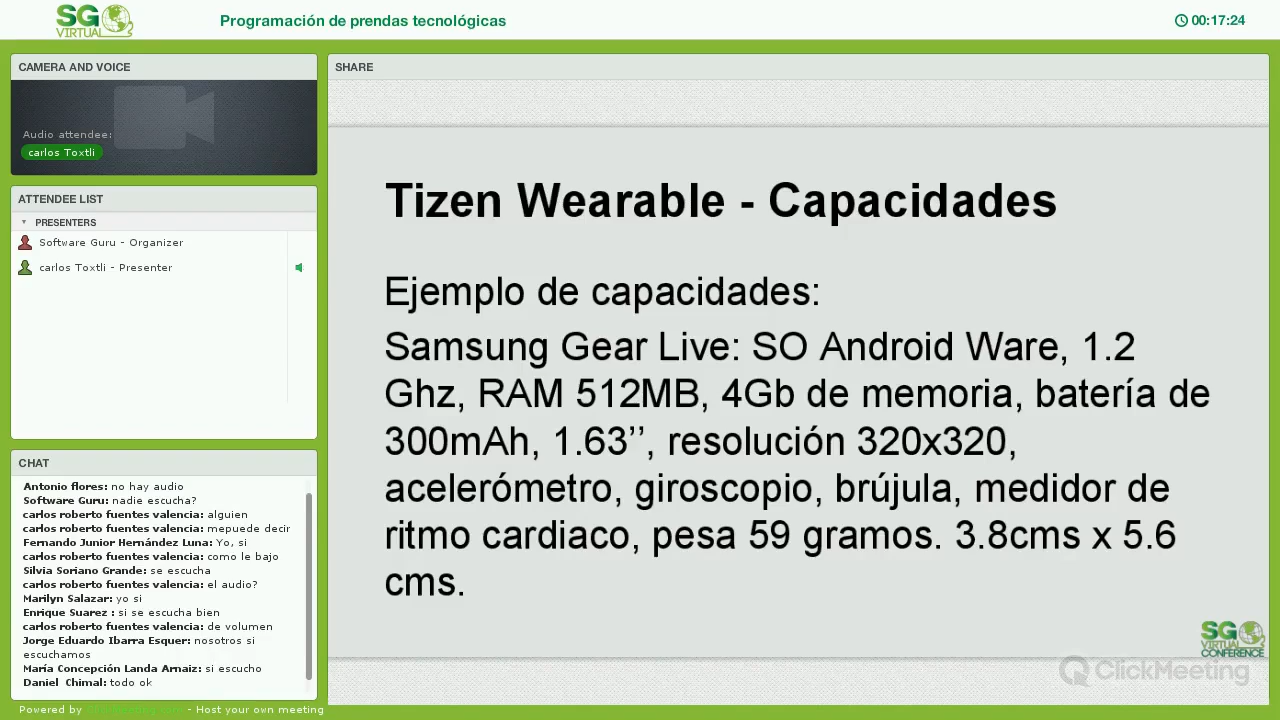 SG
VIRTUAL
Programación de prendas tecnológicas
00:17:24
CAMERA AND VOICE
Audio attendee:
carlos Toxtli
ATTENDEE LIST
PRESENTERS
Software Guru - Organizer
carlos Toxtli - Presenter
CHAT
Antonio flores: no hay audio
Software Guru: nadie escucha?
carlos roberto fuentes valencia: alguien
carlos roberto fuentes valencia: mepuede decir
Fernando Junior Hernández Luna: Yo, si
carlos roberto fuentes valencia: como le bajo
Silvia Soriano Grande: se escucha
carlos roberto fuentes valencia: el audio?
Marilyn Salazar: yo si
Enrique Suarez : si se escucha bien
carlos roberto fuentes valencia: de volumen
Jorge Eduardo Ibarra Esquer: nosotros si
escuchamos
María Concepción Landa Arnaiz: si escucho
Daniel  Chimal: todo ok
Powered by ClickMeeting.com - Host your own meeting
SHARE
Tizen Wearable - Capacidades
Ejemplo de capacidades:
Samsung Gear Live: SO Android Ware, 1.2
Ghz, RAM 512MB, 4Gb de memoria, batería de
300mAh, 1.63’’, resolución 320x320,
acelerómetro, giroscopio, brújula, medidor de
ritmo cardiaco, pesa 59 gramos. 3.8cms x 5.6
cms.
SG
VIRTUAL
CONFERENCE
ClickMeeting